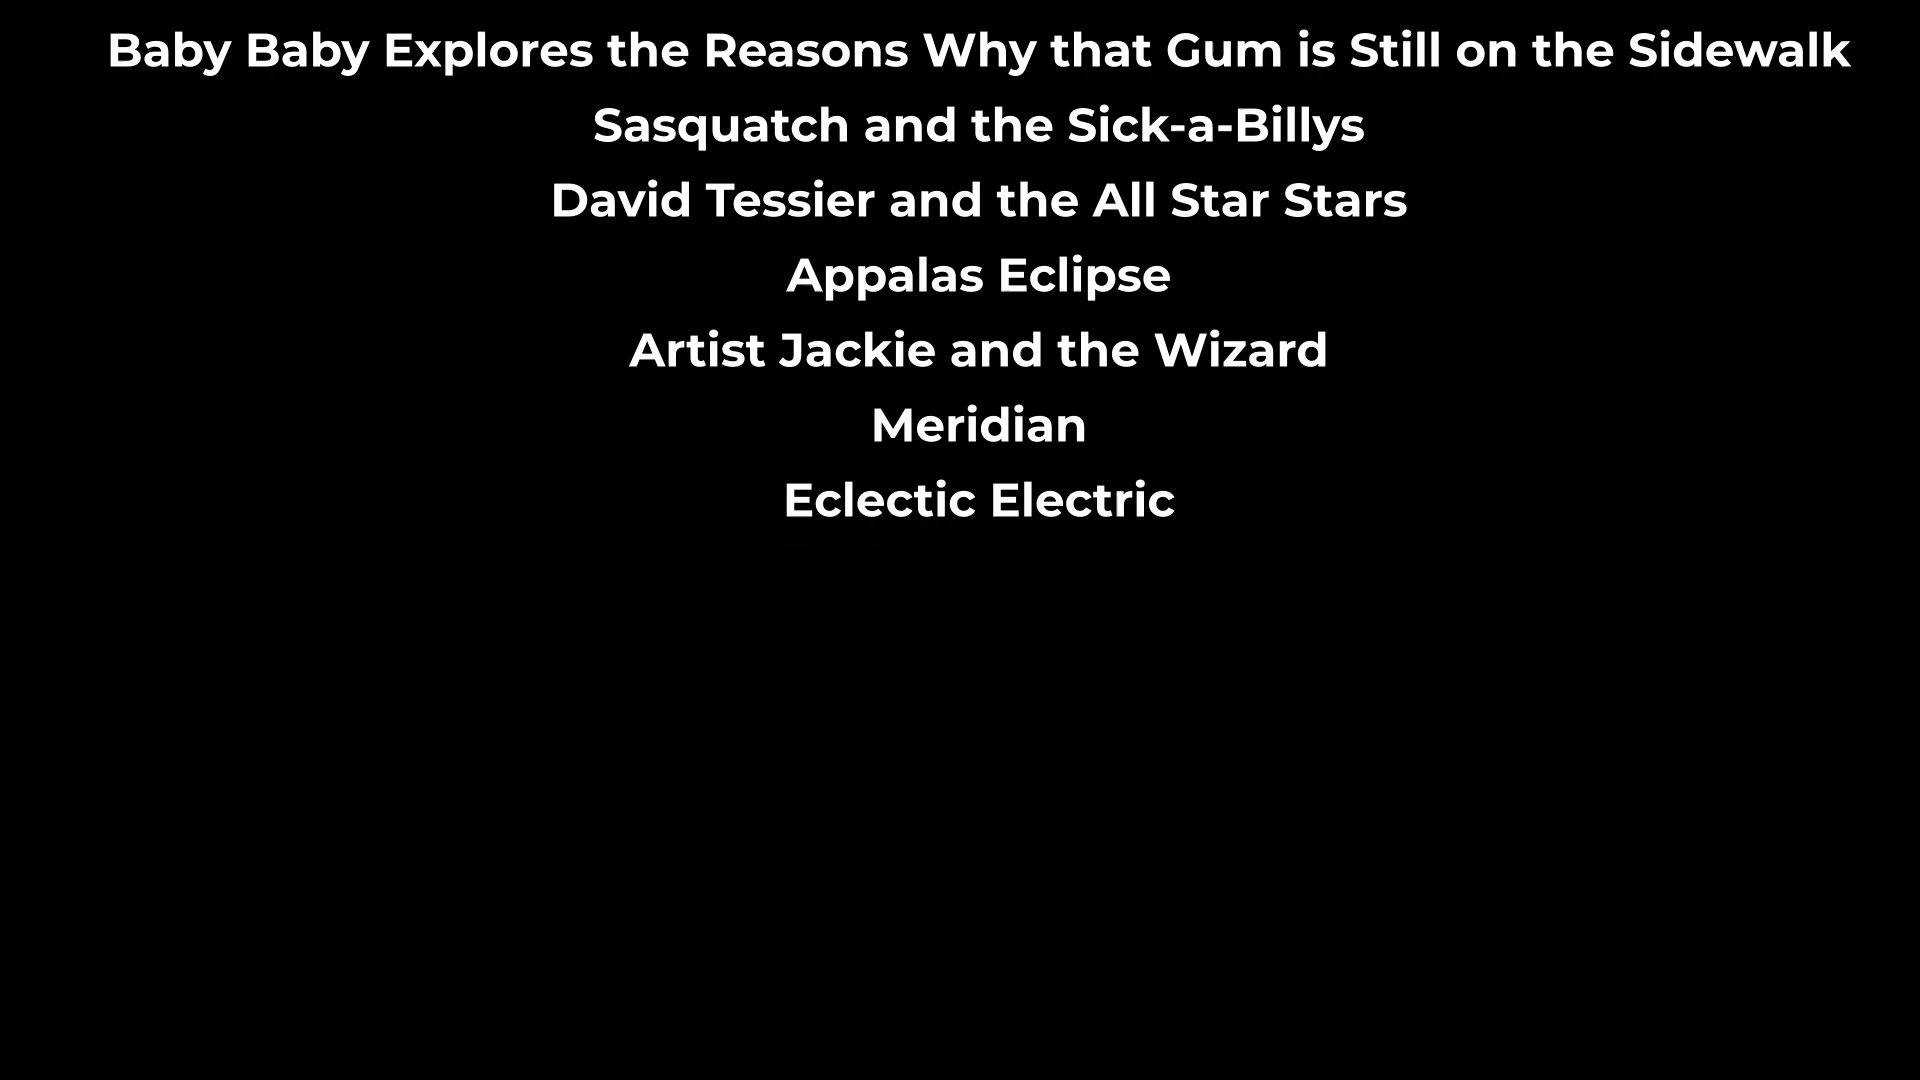 Baby Baby Explores the Reasons Why that Gum is Still on the Sidewalk
Sasquatch and the Sick-a-Billys
David Tessier and the All Star Stars
Appalas Eclipse
Artist Jackie and the Wizard
Meridian
Eclectic Electric